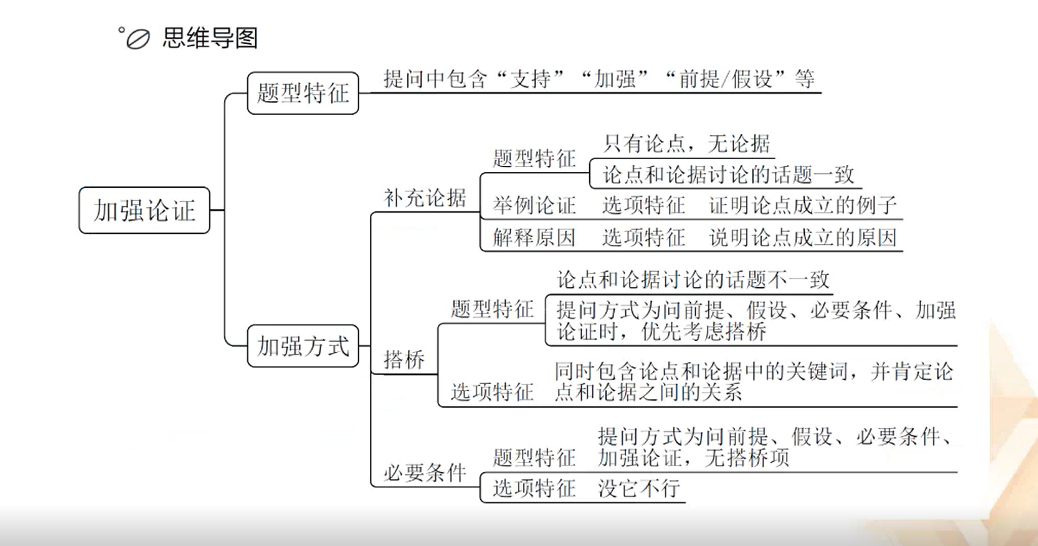 思维导图
加强论证
题型特征
提问中包含“支持”“加强”“前提/假设”等
加强方式
补充论据
题型特征
只有论点，无论据
论点和论据讨论的话题一致
举例论证 选项特征 证明论点成立的例子
解释原因 选项特征 说明论点成立的原因
搭桥
题型特征
论点和论据讨论的话题不一致
提问方式为问前提、假设、必要条件、加强
论证时，优先考虑搭桥
选项特征
同时包含论点和论据中的关键词，并肯定论
点和论据之间的关系
必要条件
题型特征
提问方式为问前提、假设、必要条件、
加强论证，无搭桥项
选项特征 没它不行